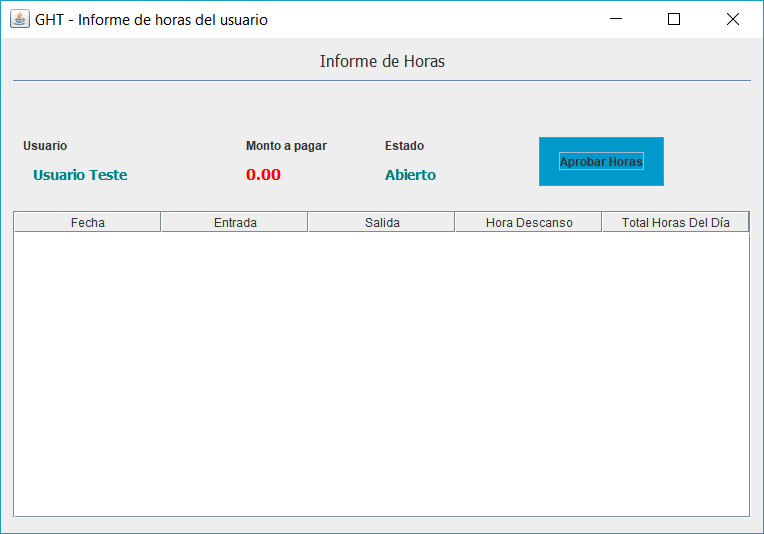 GHT - Informe de horas del usuario
Informe de Horas
Usuario Monto a pagar Estado
Aprobar Horas
Usuario Teste 0.00 Abierto
Fecha Entrada Salida Hora Descanso Total Horas Del Día